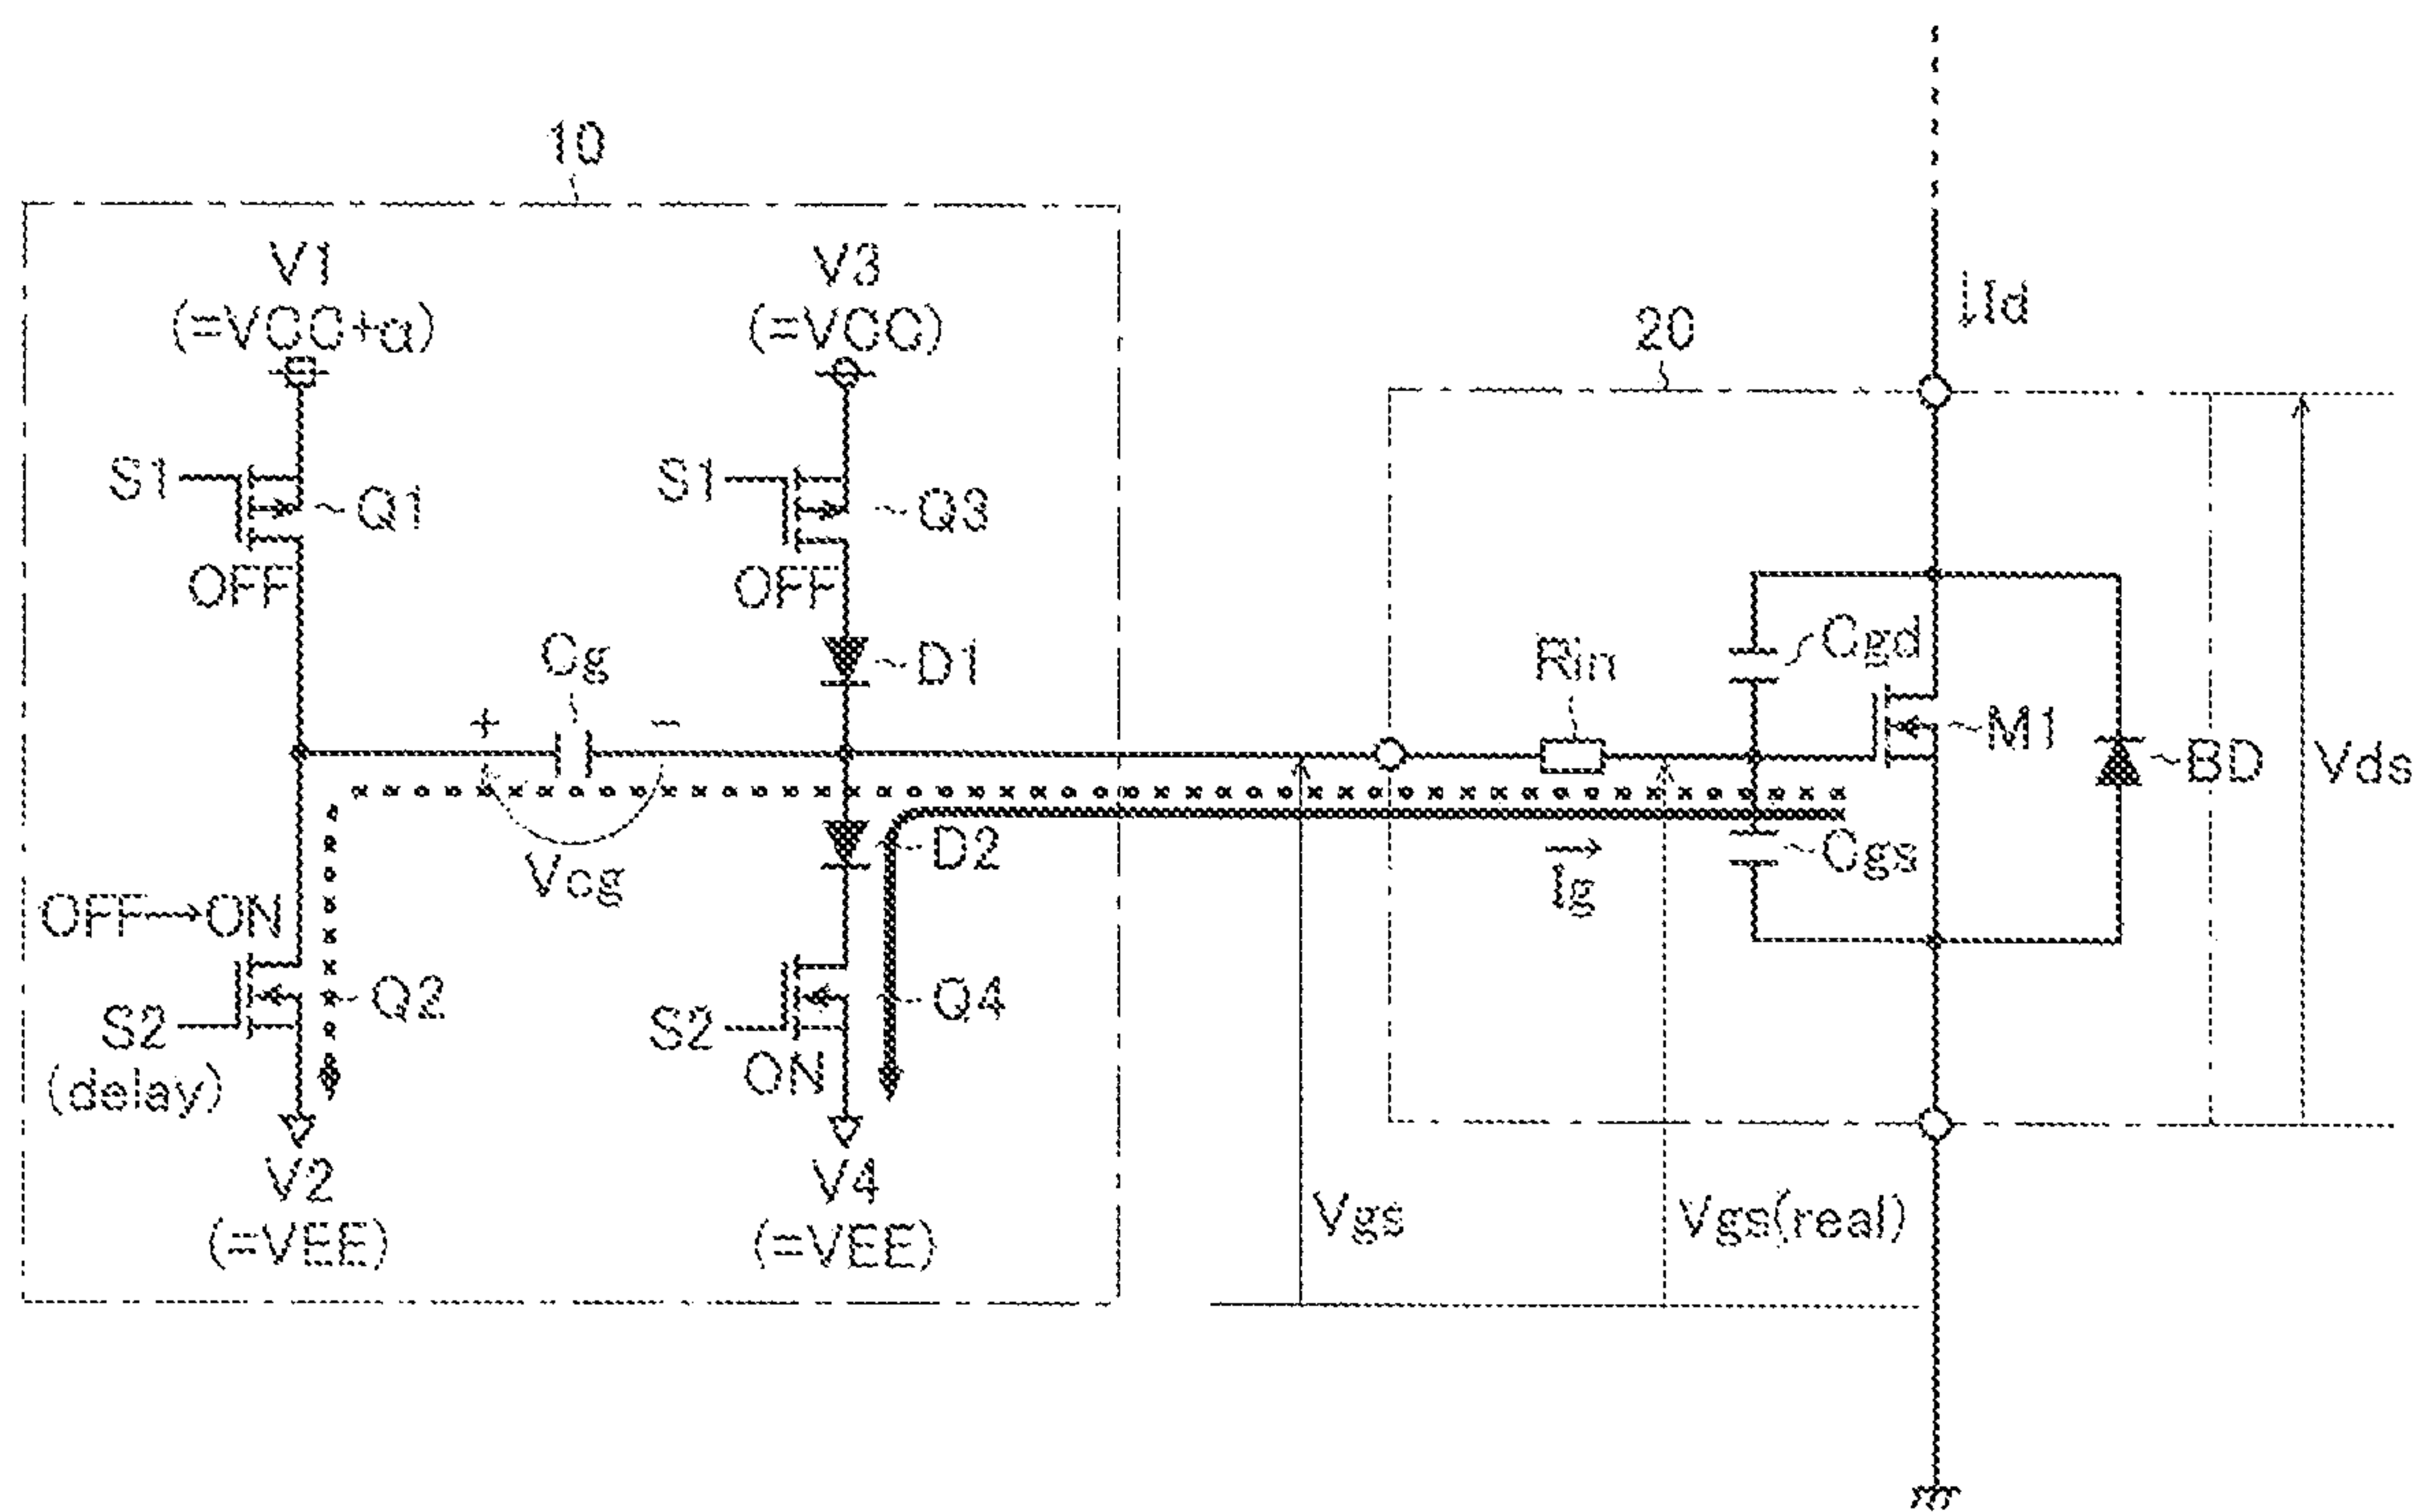 10
V1
(=VCC+α)
V3
(=VCC)
20
↓Id
S1
Q1
OFF
S1
Q3
OFF
D1
Cg
+
−
Vcg
D2
OFF→ON
S2
(delay)
Q2
S2
ON
Q4
V2
(=VEE)
V4
(=VEE)
Rin
Cgd
M1
BD
Vds
Cgs
→
Ig
Vgs
Vgs(real)